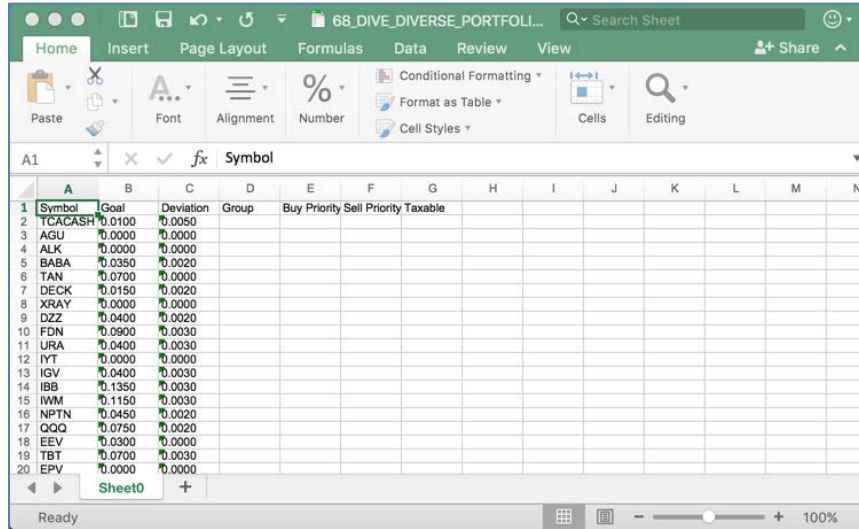 68_DIVE_DIVERSE_PORTFOLI... Search Sheet
Home Insert Page Layout Formulas Data Review View Share
Paste Font Alignment Number Conditional Formatting Format as Table Cell Styles Cells Editing
A1 fx Symbol
A B C D E F G H I J K L M N
1 Symbol Goal Deviation Group Buy Priority Sell Priority Taxable
2 TCACASH 0.0100 0.0050
3 AGU 0.0000 0.0000
4 ALK 0.0000 0.0000
5 BABA 0.0350 0.0020
6 TAN 0.0700 0.0000
7 DECK 0.0150 0.0020
8 XRAY 0.0000 0.0000
9 DZZ 0.0400 0.0020
10 FDN 0.0900 0.0030
11 URA 0.0400 0.0030
12 IYT 0.0000 0.0000
13 IGV 0.0400 0.0030
14 IBB 0.1350 0.0030
15 IWM 0.1150 0.0030
16 NPTN 0.0450 0.0020
17 QQQ 0.0750 0.0020
18 EEV 0.0300 0.0000
19 TBT 0.0700 0.0030
20 EPV 0.0000 0.0000
Sheet0 +
Ready 100%